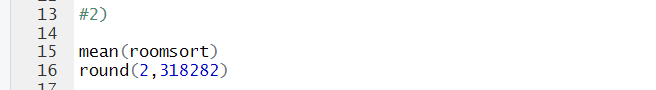 13 #2)
14
15 mean(roomsort)
16 round(2,318282)
17